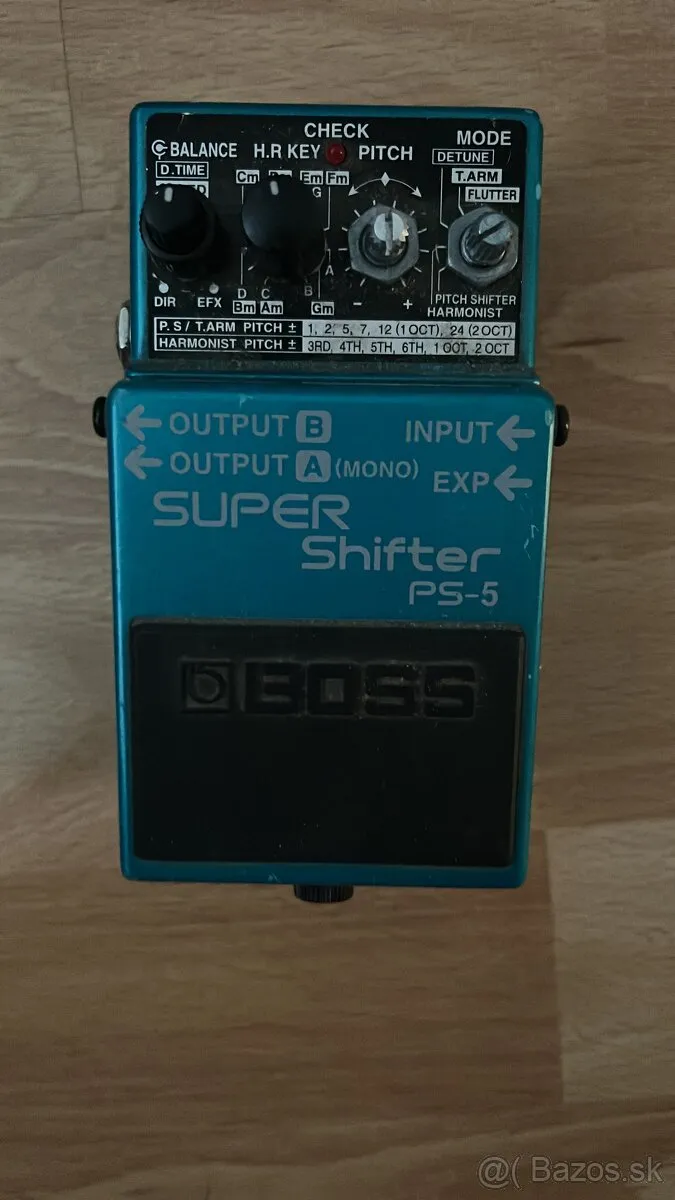 CHECK
BALANCE H.R KEY PITCH MODE
D.TIME
DETUNE
T.ARM
FLUTTER
Cm Em Fm
G
A
B
D C
Bm Am Gm
DIR EFX
- +
PITCH SHIFTER
HARMONIST
P.S / T.ARM PITCH ± 1, 2, 5, 7, 12 (1 OCT), 24 (2 OCT)
HARMONIST PITCH ± 3RD, 4TH, 5TH, 6TH, 1 OCT, 2 OCT
← OUTPUT B
INPUT ←
← OUTPUT A (MONO)
EXP ←
SUPER
Shifter
PS-5
BOSS
@( Bazos.sk